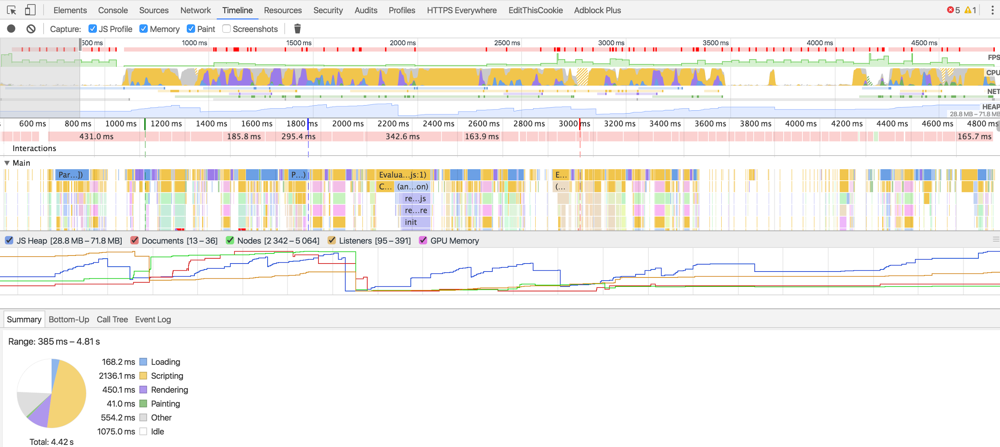 Elements Console Sources Network Timeline Resources Security Audits Profiles HTTPS Everywhere EditThisCookie Adblock Plus 5 1
Capture: JS Profile Memory Paint Screenshots
500 ms 1000 ms 1500 ms 2000 ms 2500 ms 3000 ms 3500 ms 4000 ms 4500 ms
FPS
CPU
NET
HEAP
28.8 MB – 71.8 MB
600 ms 800 ms 1000 ms 1200 ms 1400 ms 1600 ms 1800 ms 2000 ms 2200 ms 2400 ms 2600 ms 2800 ms 3000 ms 3200 ms 3400 ms 3600 ms 3800 ms 4000 ms 4200 ms 4400 ms 4600 ms 4800 ms
431.0 ms 185.8 ms 295.4 ms 342.6 ms 163.9 ms 165.7 ms
Interactions
Main
Par…]) P…) Evalua…js:1) E…
C… (an…on) (…
re…js
re…re
init
JS Heap [28.8 MB – 71.8 MB] Documents [13 – 36] Nodes [2 342 – 5 064] Listeners [95 – 391] GPU Memory
Summary Bottom-Up Call Tree Event Log
Range: 385 ms – 4.81 s
168.2 ms Loading
2136.1 ms Scripting
450.1 ms Rendering
41.0 ms Painting
554.2 ms Other
1075.0 ms Idle
Total: 4.42 s